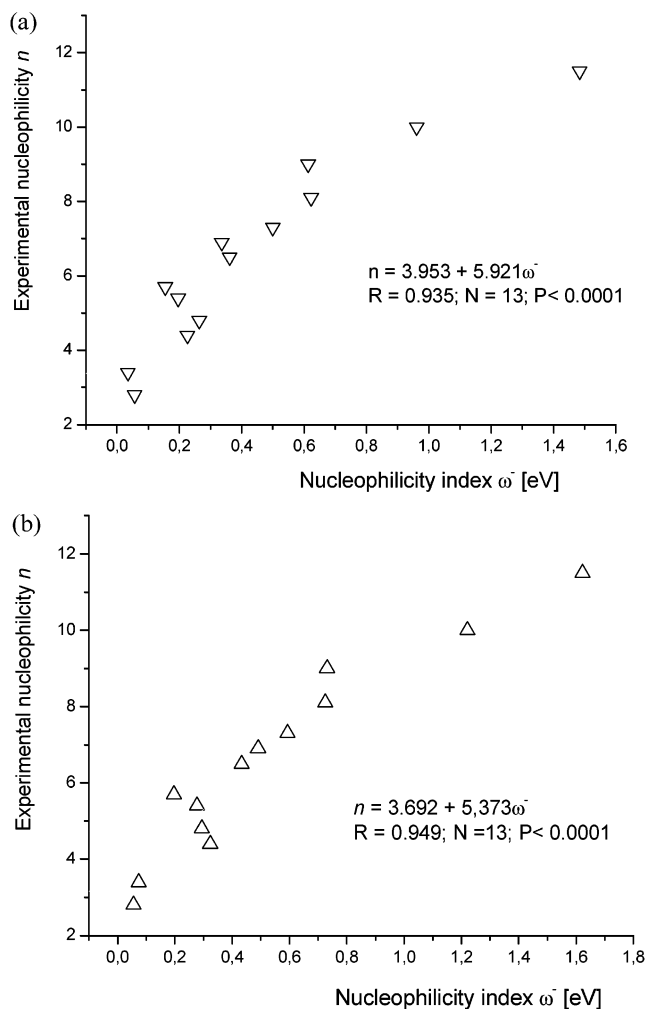 (a)
12
10
8
6
4
2
Experimental nucleophilicity n
n = 3.953 + 5.921ω⁻
R = 0.935; N = 13; P< 0.0001
0,0 0,2 0,4 0,6 0,8 1,0 1,2 1,4 1,6
Nucleophilicity index ω⁻ [eV]
(b)
12
10
8
6
4
2
Experimental nucleophilcity n
n = 3.692 + 5,373ω⁻
R = 0.949; N =13; P< 0.0001
0,0 0,2 0,4 0,6 0,8 1,0 1,2 1,4 1,6 1,8
Nucleophilicity index ω⁻ [eV]